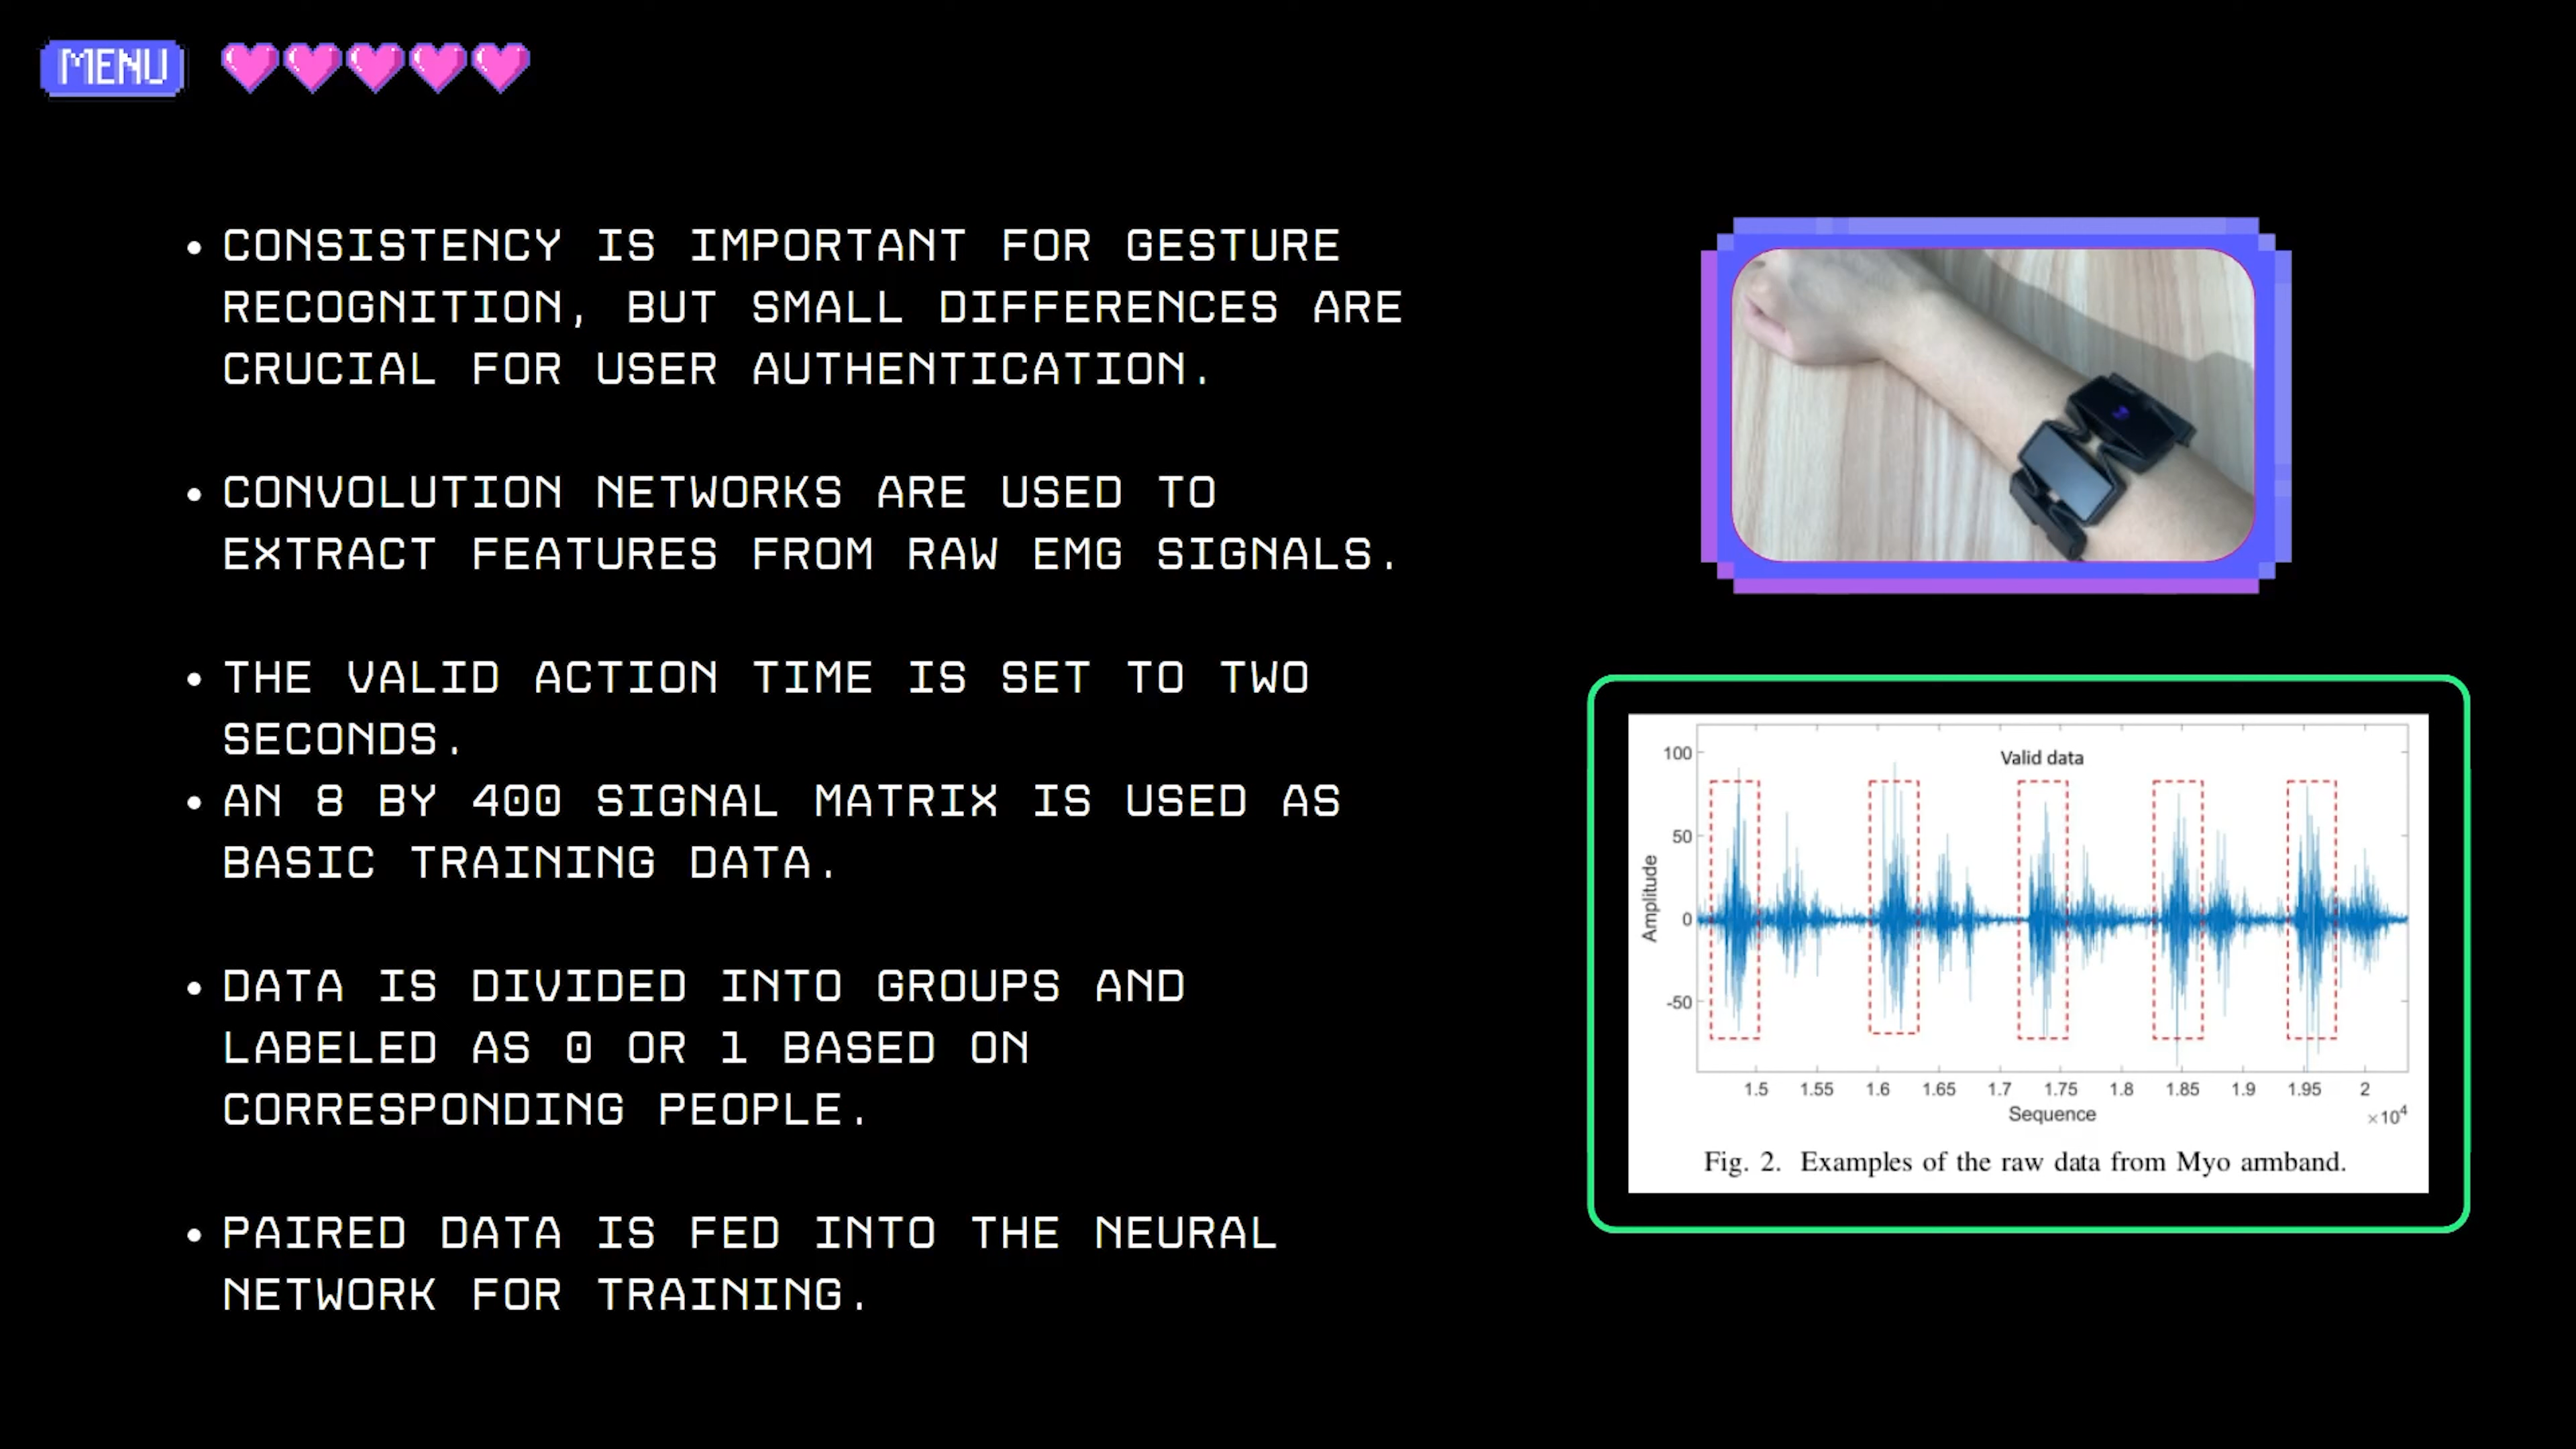 MENU
• CONSISTENCY IS IMPORTANT FOR GESTURE
RECOGNITION, BUT SMALL DIFFERENCES ARE
CRUCIAL FOR USER AUTHENTICATION.
• CONVOLUTION NETWORKS ARE USED TO
EXTRACT FEATURES FROM RAW EMG SIGNALS.
• THE VALID ACTION TIME IS SET TO TWO
SECONDS.
• AN 8 BY 400 SIGNAL MATRIX IS USED AS
BASIC TRAINING DATA.
• DATA IS DIVIDED INTO GROUPS AND
LABELED AS 0 OR 1 BASED ON
CORRESPONDING PEOPLE.
• PAIRED DATA IS FED INTO THE NEURAL
NETWORK FOR TRAINING.
Valid data
100
50
0
-50
Amplitude
1.5 1.55 1.6 1.65 1.7 1.75 1.8 1.85 1.9 1.95 2
Sequence
×10⁴
Fig. 2. Examples of the raw data from Myo armband.